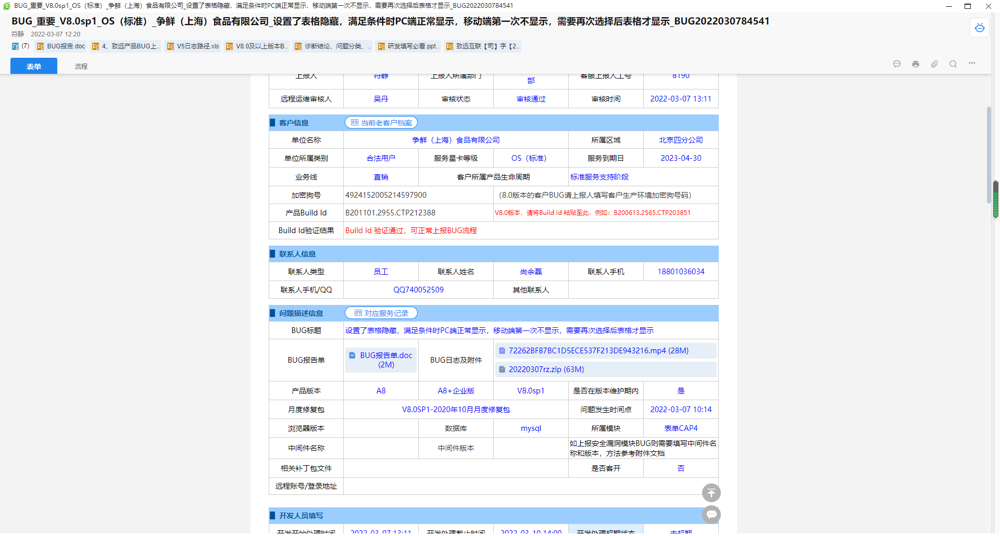 BUG_重要_V8.0sp1_OS（标准）_争鲜（上海）食品有限公司_设置了表格隐藏，满足条件时PC端正常显示，移动端第一次不显示，需要再次选择后表格才显示_BUG2022030784541
BUG_重要_V8.0sp1_OS（标准）_争鲜（上海）食品有限公司_设置了表格隐藏，满足条件时PC端正常显示，移动端第一次不显示，需要再次选择后表格才显示_BUG2022030784541
符静 2022-03-07 12:20
(7) BUG报告.doc 4、致远产品BUG上... V5日志路径.xls V8.0及以上版本B... 诊断结论、问题分类、... 研发填写必看.ppt... 致远互联【司】字【2...
表单 流程
上报人 符静 上报人所属部门 部 客服上报人工号 8190
远程运维审核人 吴丹 审核状态 审核通过 审核时间 2022-03-07 13:11
客户信息 当前老客户档案
单位名称 争鲜（上海）食品有限公司 所属区域 北京四分公司
单位所属类别 合法用户 服务星卡等级 OS（标准） 服务到期日 2023-04-30
业务线 直销 客户所属产品生命周期 标准服务支持阶段
加密狗号 4924152005214597900 （8.0版本的客户BUG请上报人填写客户生产环境加密狗号码）
产品Build Id B201101.2955.CTP212388 V8.0版本，请将Build Id 粘贴至此，例如：B200613.2565.CTP203851
Build Id验证结果 Build Id 验证通过，可正常上报BUG流程
联系人信息
联系人类型 员工 联系人姓名 尚余磊 联系人手机 18801036034
联系人手机/QQ QQ740052509 其他联系人
问题描述信息 对应服务记录
BUG标题 设置了表格隐藏，满足条件时PC端正常显示，移动端第一次不显示，需要再次选择后表格才显示
BUG报告单 BUG报告单.doc (2M) BUG日志及附件 72262BF87BC1D5ECE537F213DE943216.mp4 (28M)
20220307rz.zip (63M)
产品版本 A8 A8+企业版 V8.0sp1 是否在版本维护期内 是
月度修复包 V8.0SP1-2020年10月月度修复包 问题发生时间点 2022-03-07 10:14
浏览器版本 数据库 mysql 所属模块 表单CAP4
中间件名称 中间件版本 如上报安全漏洞模块BUG则需要填写中间件名
称和版本，方法参考附件文档
相关补丁包文件 是否客开 否
远程账号/登录地址
开发人员填写
开发开始处理时间 2022-03-07 13:11 开发处理截止时间 2022-03-10 14:00 开发处理超期状态 未超期